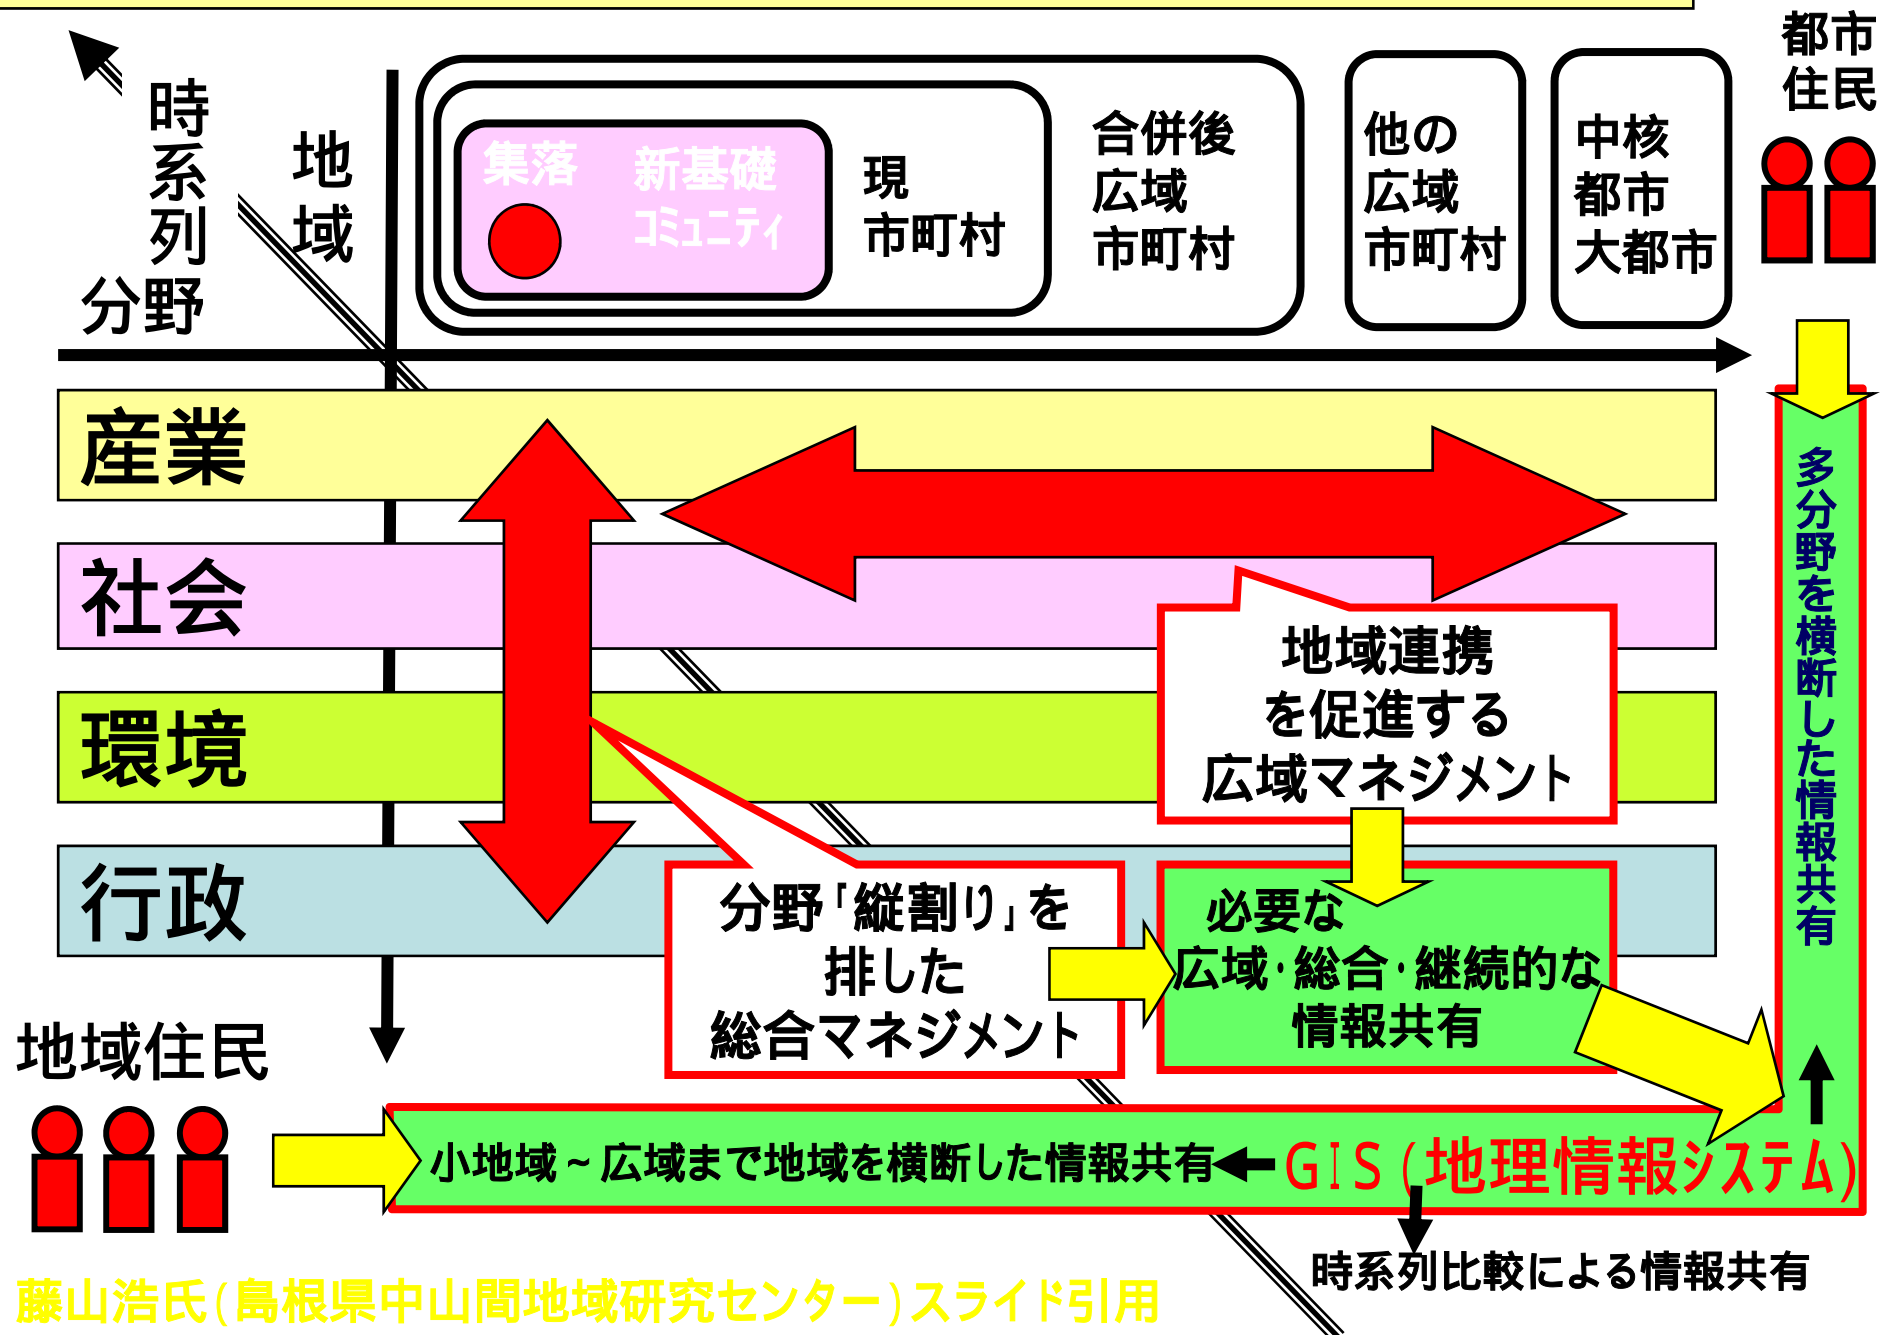 都市
住民
時系列
地域
分野
集落
新基礎
コミュニティ
現
市町村
合併後
広域
市町村
他の
広域
市町村
中核
都市
大都市
産業
社会
環境
行政
地域連携
を促進する
広域マネジメント
分野「縦割り」を
排した
総合マネジメント
必要な
広域・総合・継続的な
情報共有
多分野を横断した情報共有
地域住民
小地域~広域まで地域を横断した情報共有
GIS(地理情報システム)
時系列比較による情報共有
藤山浩氏(島根県中山間地域研究センター)スライド引用